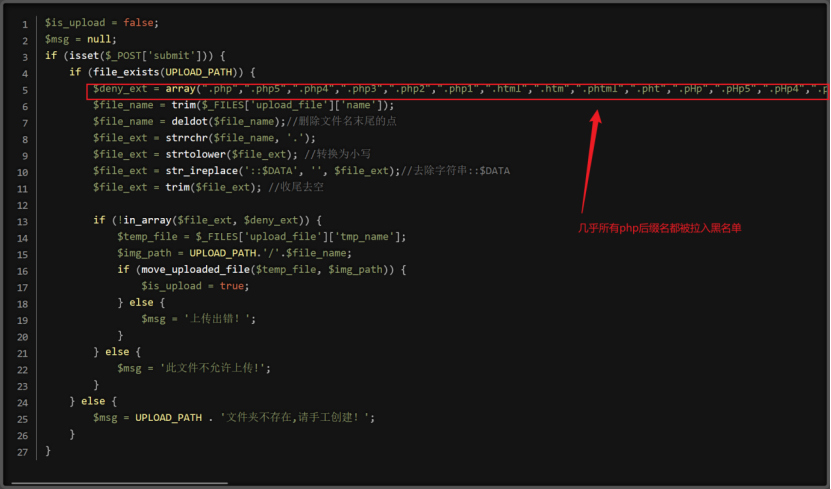 1 $is_upload = false;
2 $msg = null;
3 if (isset($_POST['submit'])) {
4 if (file_exists(UPLOAD_PATH)) {
5 $deny_ext = array(".php",".php5",".php4",".php3",".php2",".php1",".html",".htm",".phtml",".pht",".pHp",".pHp5",".pHp4",".p
6 $file_name = trim($_FILES['upload_file']['name']);
7 $file_name = deldot($file_name);//删除文件名末尾的点
8 $file_ext = strrchr($file_name, '.');
9 $file_ext = strtolower($file_ext); //转换为小写
10 $file_ext = str_ireplace('::$DATA', '', $file_ext);//去除字符串::$DATA
11 $file_ext = trim($file_ext); //收尾去空
12
13 if (!in_array($file_ext, $deny_ext)) {
14 $temp_file = $_FILES['upload_file']['tmp_name'];
15 $img_path = UPLOAD_PATH.'/'.$file_name;
16 if (move_uploaded_file($temp_file, $img_path)) {
17 $is_upload = true;
18 } else {
19 $msg = '上传出错！';
20 }
21 } else {
22 $msg = '此文件不允许上传!';
23 }
24 } else {
25 $msg = UPLOAD_PATH . '文件夹不存在,请手工创建！';
26 }
27 }
几乎所有php后缀名都被拉入黑名单